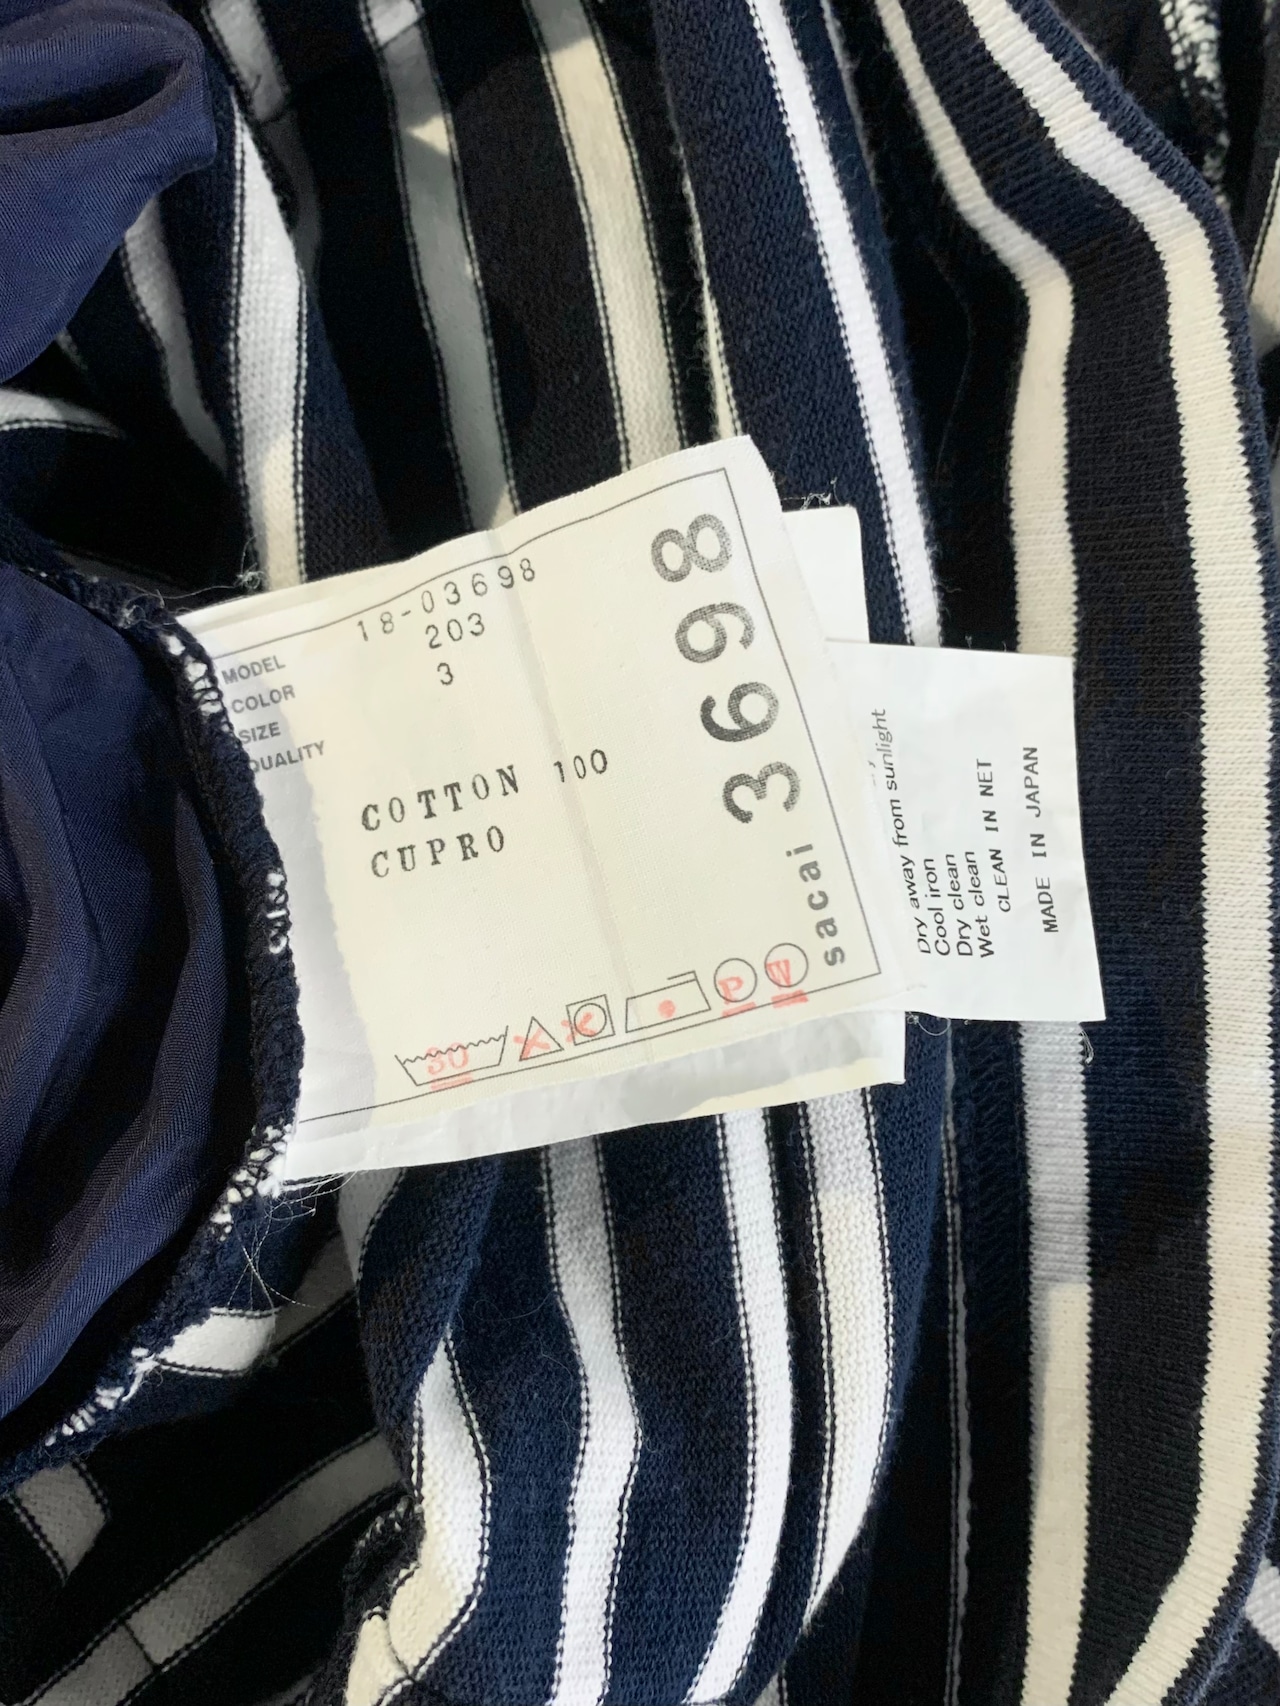 MODEL 18-03698
COLOR 203
SIZE 3
QUALITY
COTTON 100
CUPRO
30
P
W
sacai 3698
Dry away from sunlight
Cool iron
Dry clean
Wet clean
CLEAN IN NET
MADE IN JAPAN